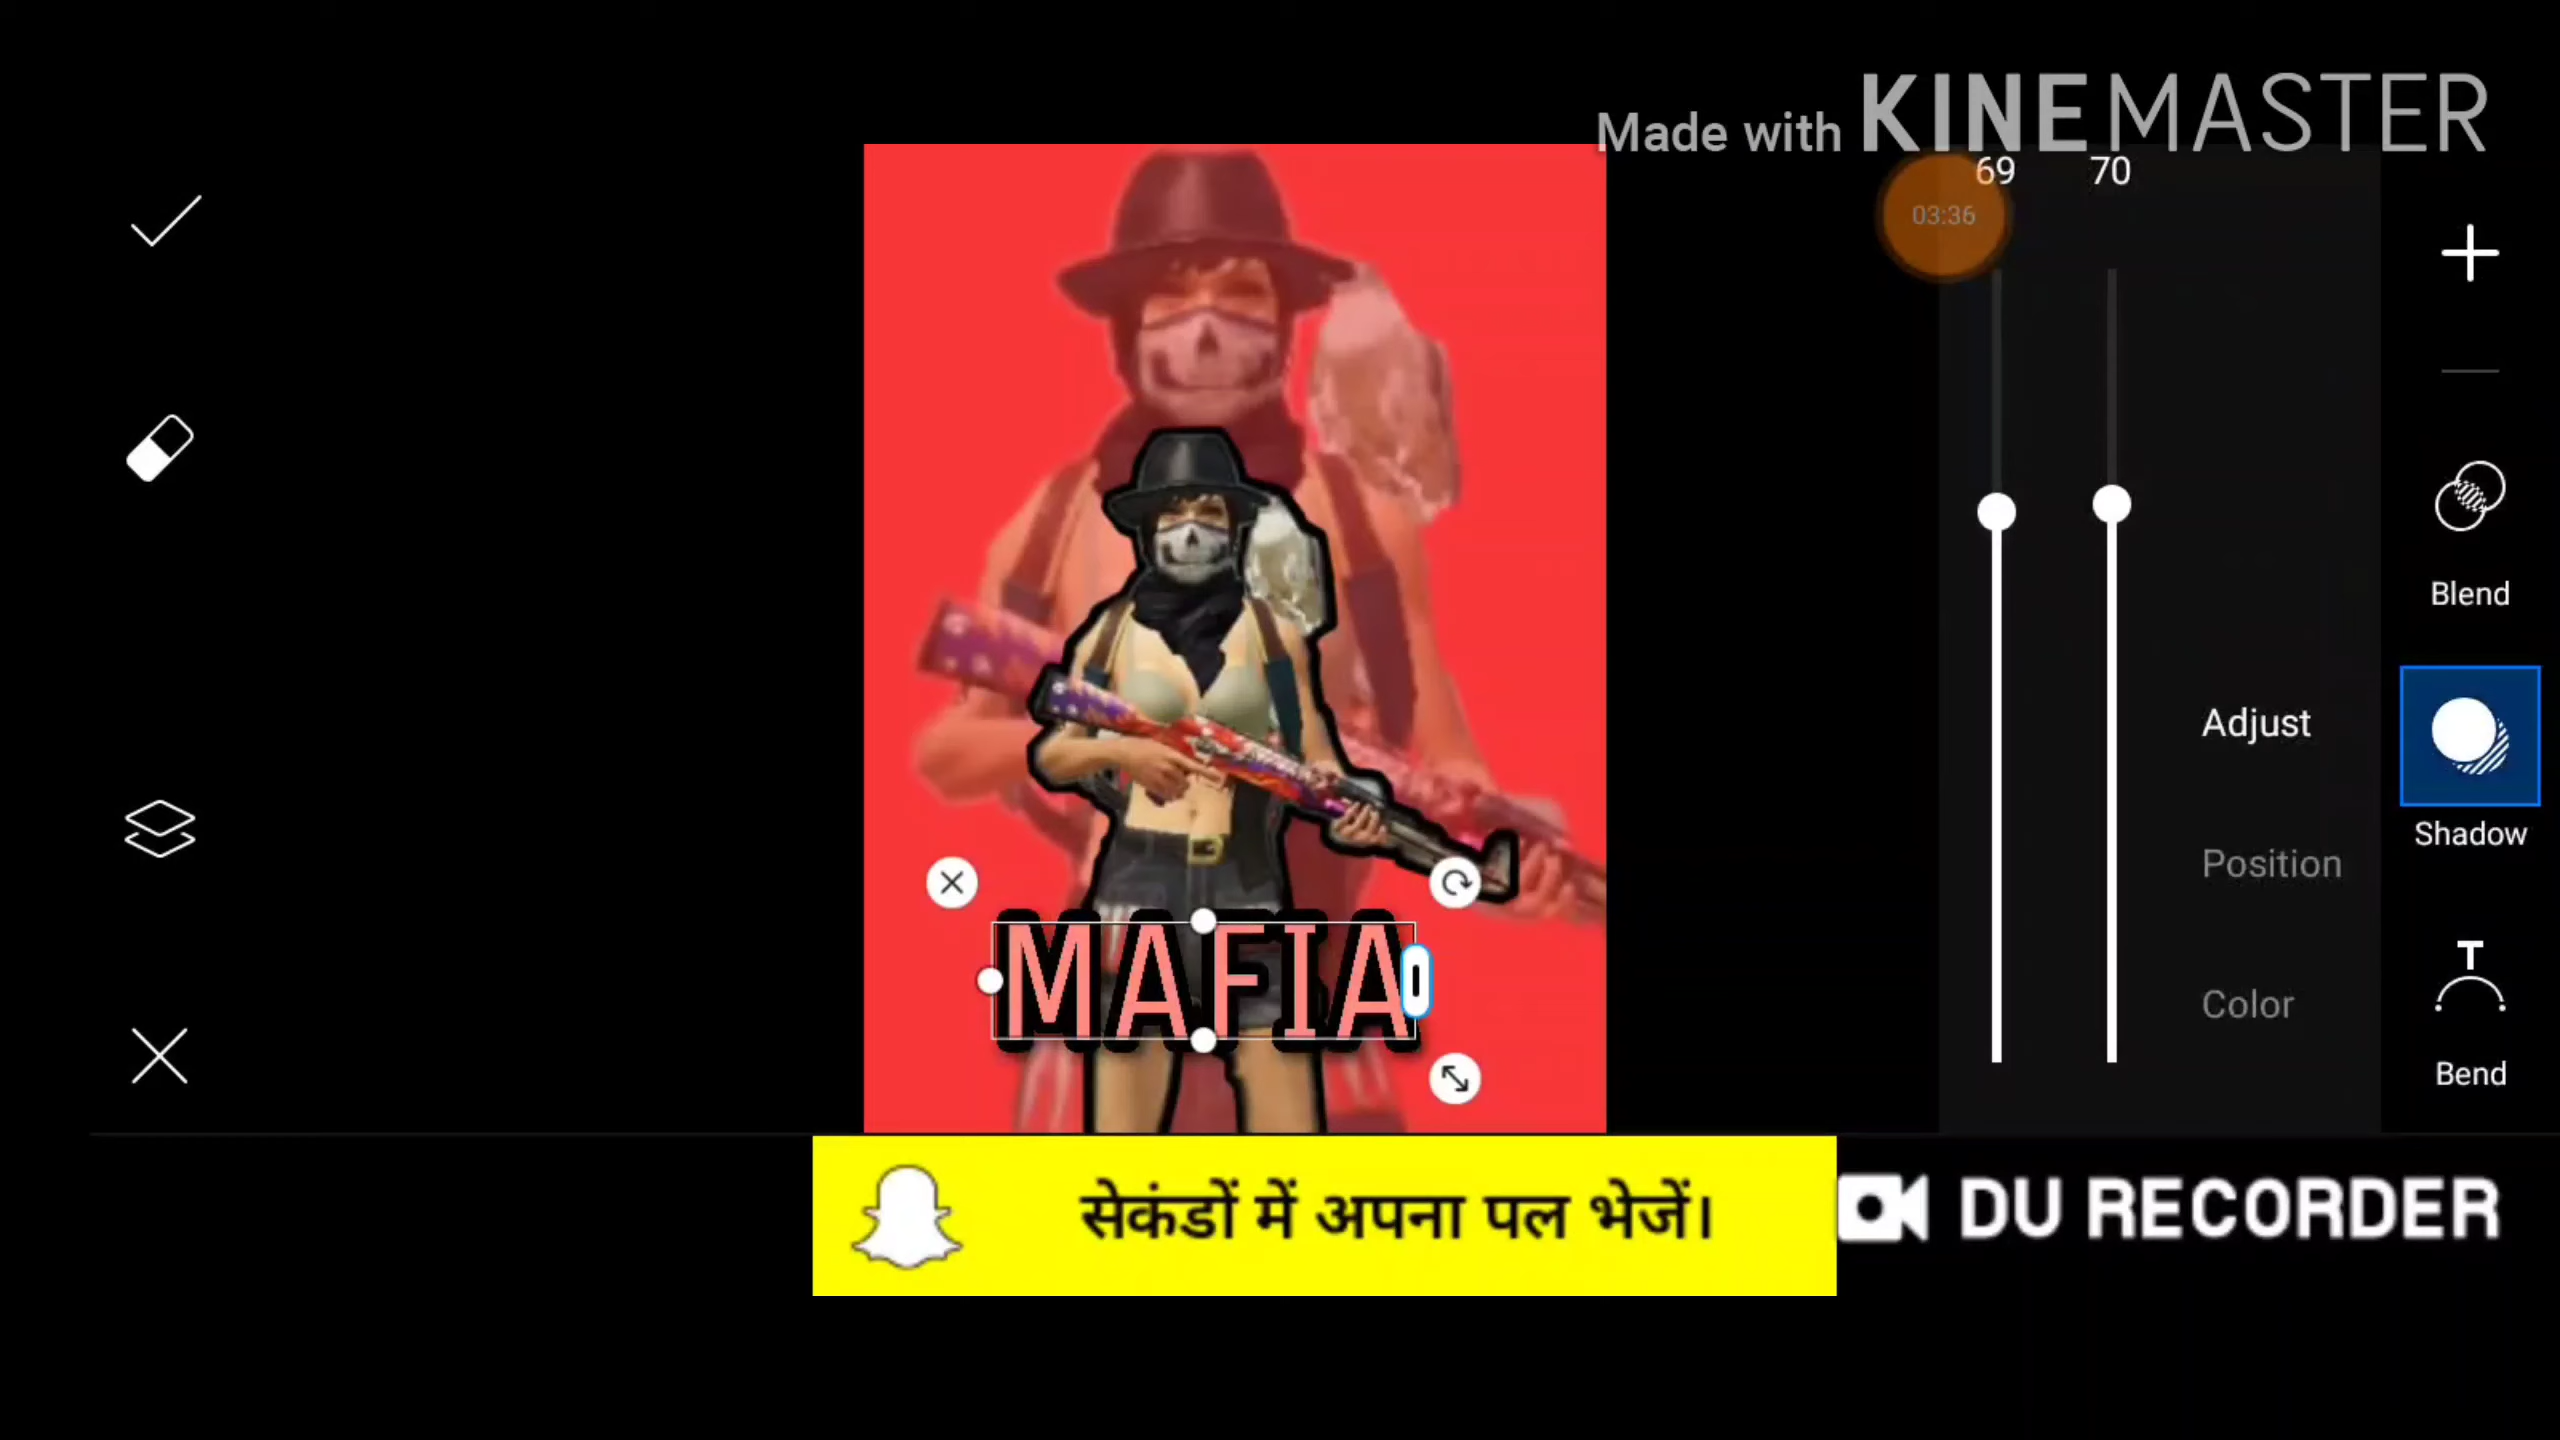 Made with KINEMASTER
69 70
03:36
Blend
Adjust
Shadow
Position
Color
T
Bend
MAFIA
सेकंडों में अपना पल भेजें।
DU RECORDER